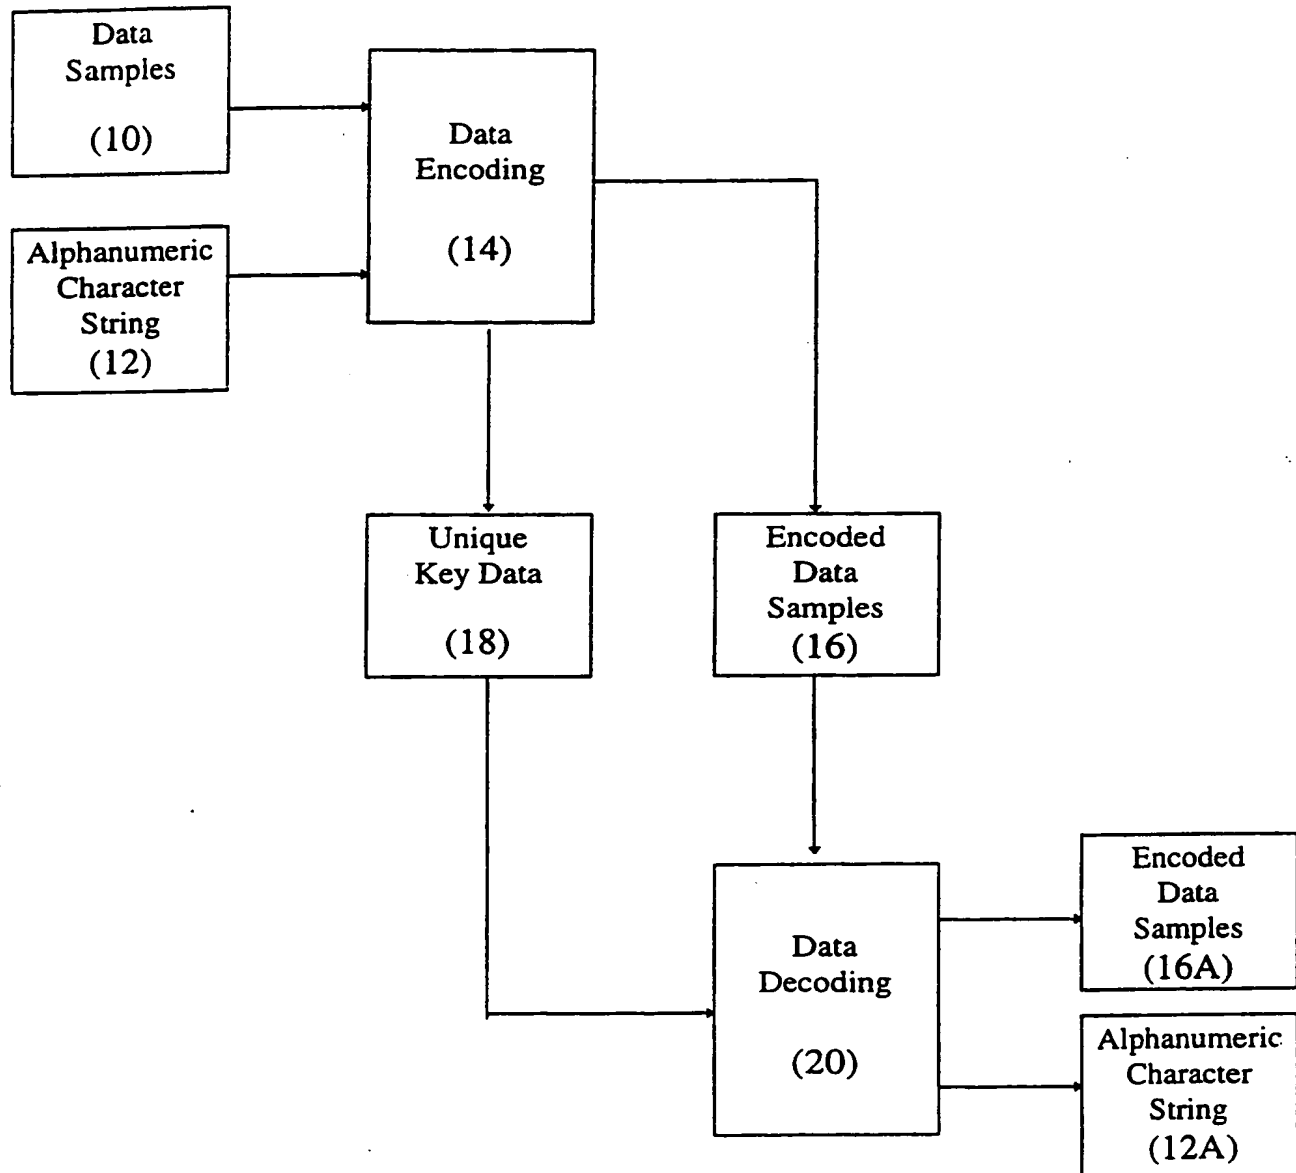 Data
Samples
(10)
Alphanumeric
Character
String
(12)
Data
Encoding
(14)
Unique
Key Data
(18)
Encoded
Data
Samples
(16)
Data
Decoding
(20)
Encoded
Data
Samples
(16A)
Alphanumeric
Character
String
(12A)